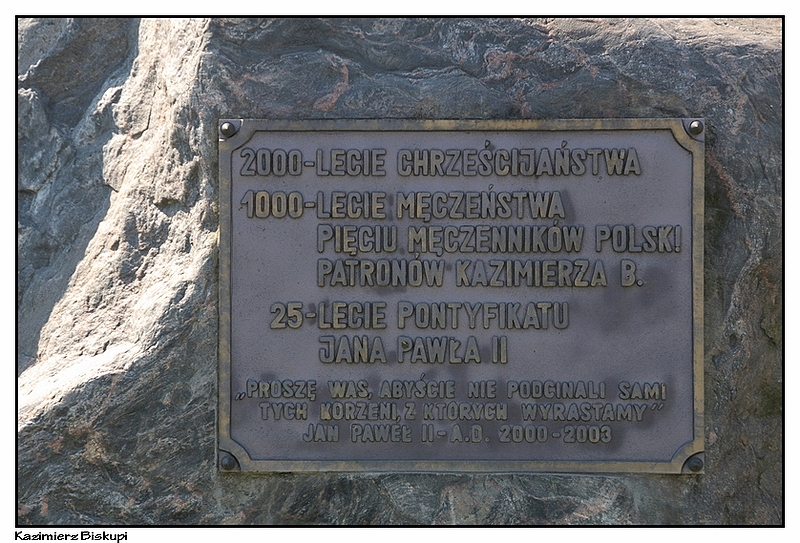 2000-LECIE CHRZEŚCIJAŃSTWA
1000-LECIE MĘCZEŃSTWA
PIĘCIU MĘCZENNIKÓW POLSKI
PATRONÓW KAZIMIERZA B.
25-LECIE PONTYFIKATU
JANA PAWŁA II
„PROSZĘ WAS, ABYŚCIE NIE PODCINALI SAMI
TYCH KORZENI, Z KTÓRYCH WYRASTAMY”
JAN PAWEŁ II - A.D. 2000-2003
Kazimierz Biskupi